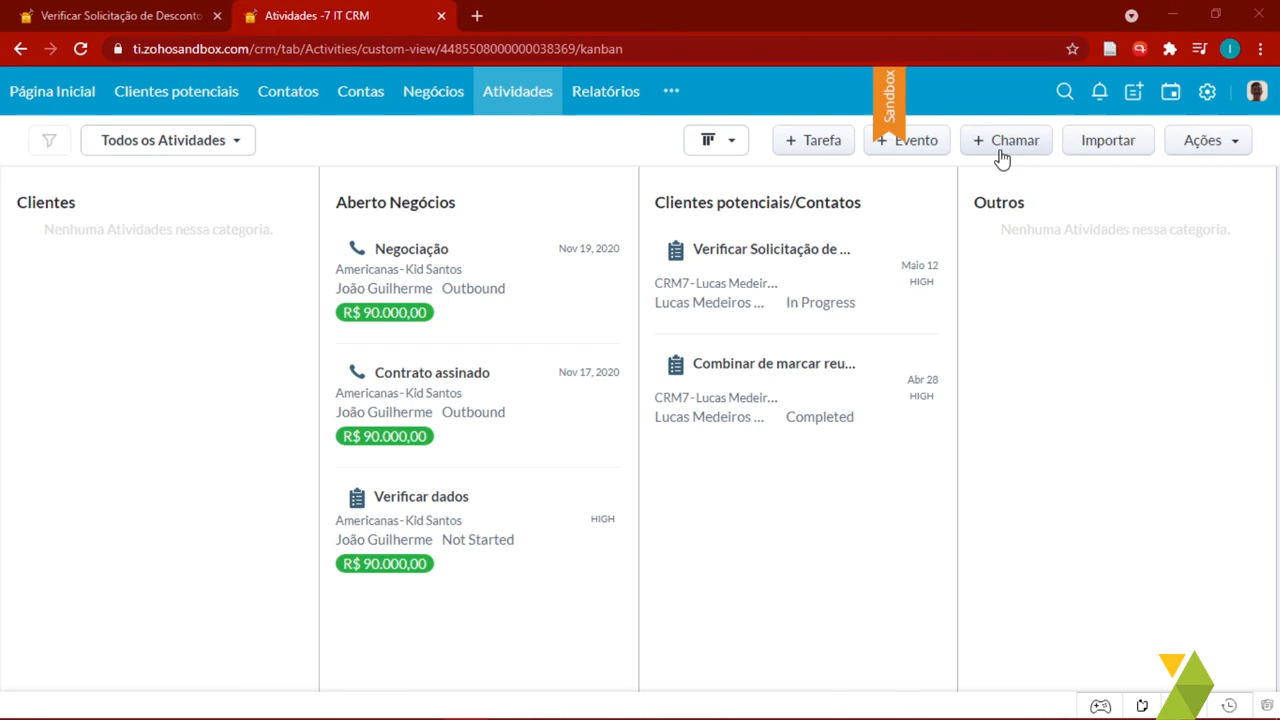 Verificar Solicitação de Desconto
Atividades -7 IT CRM
ti.zohosandbox.com/crm/tab/Activities/custom-view/4485508000000038369/kanban
I
Página Inicial Clientes potenciais Contatos Contas Negócios Atividades Relatórios ...
Sandbox
Todos os Atividades
+ Tarefa
+ Evento
+ Chamar
Importar
Ações
Clientes
Nenhuma Atividades nessa categoria.
Aberto Negócios
Negociação Nov 19, 2020
Americanas-Kid Santos
João Guilherme Outbound
R$ 90.000,00
Contrato assinado Nov 17, 2020
Americanas-Kid Santos
João Guilherme Outbound
R$ 90.000,00
Verificar dados
Americanas-Kid Santos HIGH
João Guilherme Not Started
R$ 90.000,00
Clientes potenciais/Contatos
Verificar Solicitação de ...
Maio 12
CRM7-Lucas Medeir... HIGH
Lucas Medeiros ... In Progress
Combinar de marcar reu...
Abr 28
CRM7-Lucas Medeir... HIGH
Lucas Medeiros ... Completed
Outros
Nenhuma Atividades nessa categoria.